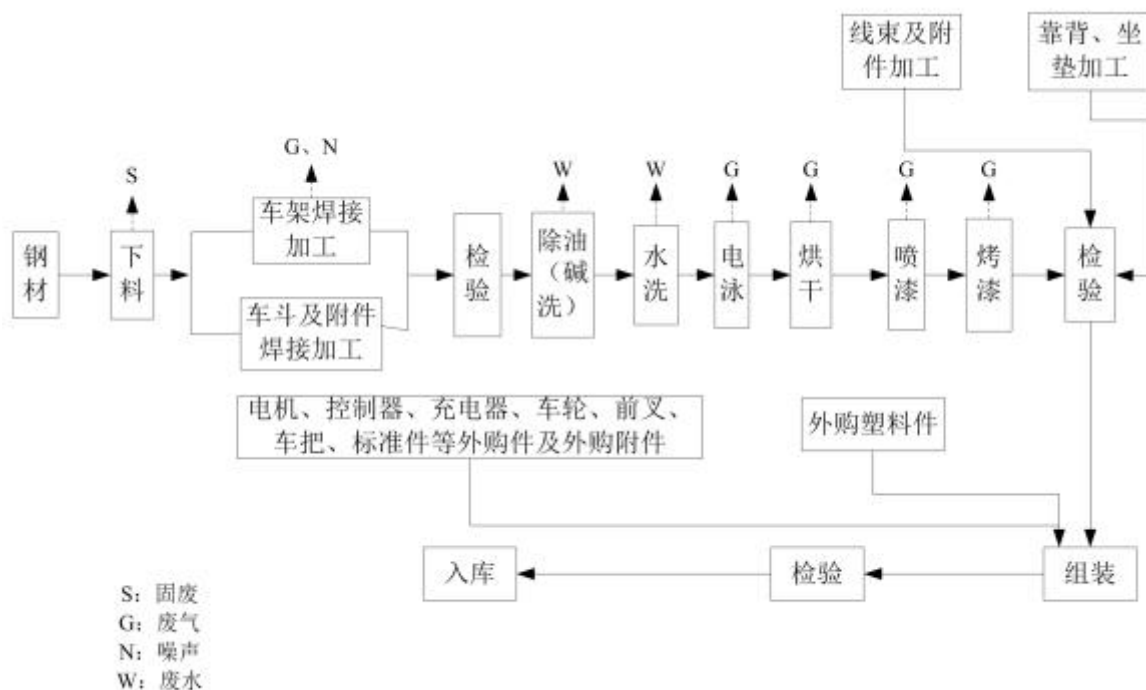 线束及附
件加工
靠背、坐
垫加工
G、N
S
W
W
G
G
G
G
钢
材
下
料
车架焊接
加工
车斗及附件
焊接加工
检
验
除油
（碱
洗）
水
洗
电
泳
烘
干
喷
漆
烤
漆
检
验
电机、控制器、充电器、车轮、前叉、
车把、标准件等外购件及外购附件
外购塑料件
入库
检验
组装
S：固废
G：废气
N：噪声
W：废水